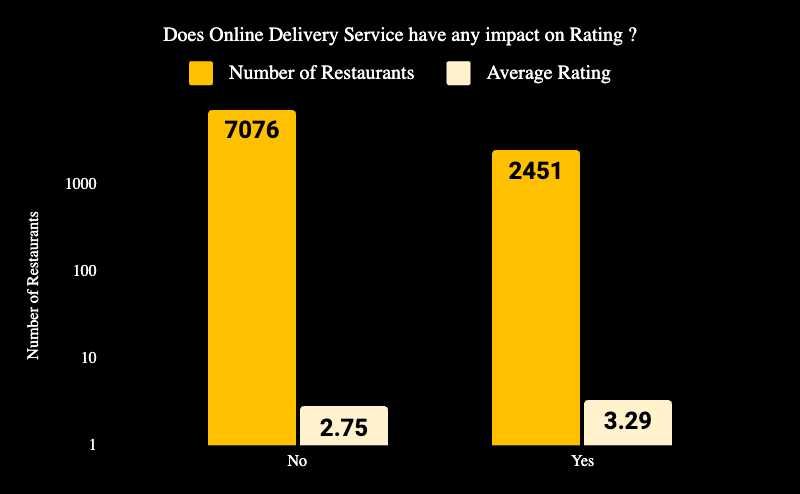 Does Online Delivery Service have any impact on Rating ?
Number of Restaurants
Average Rating
Number of Restaurants
1000
100
10
1
7076
2.75
2451
3.29
No
Yes